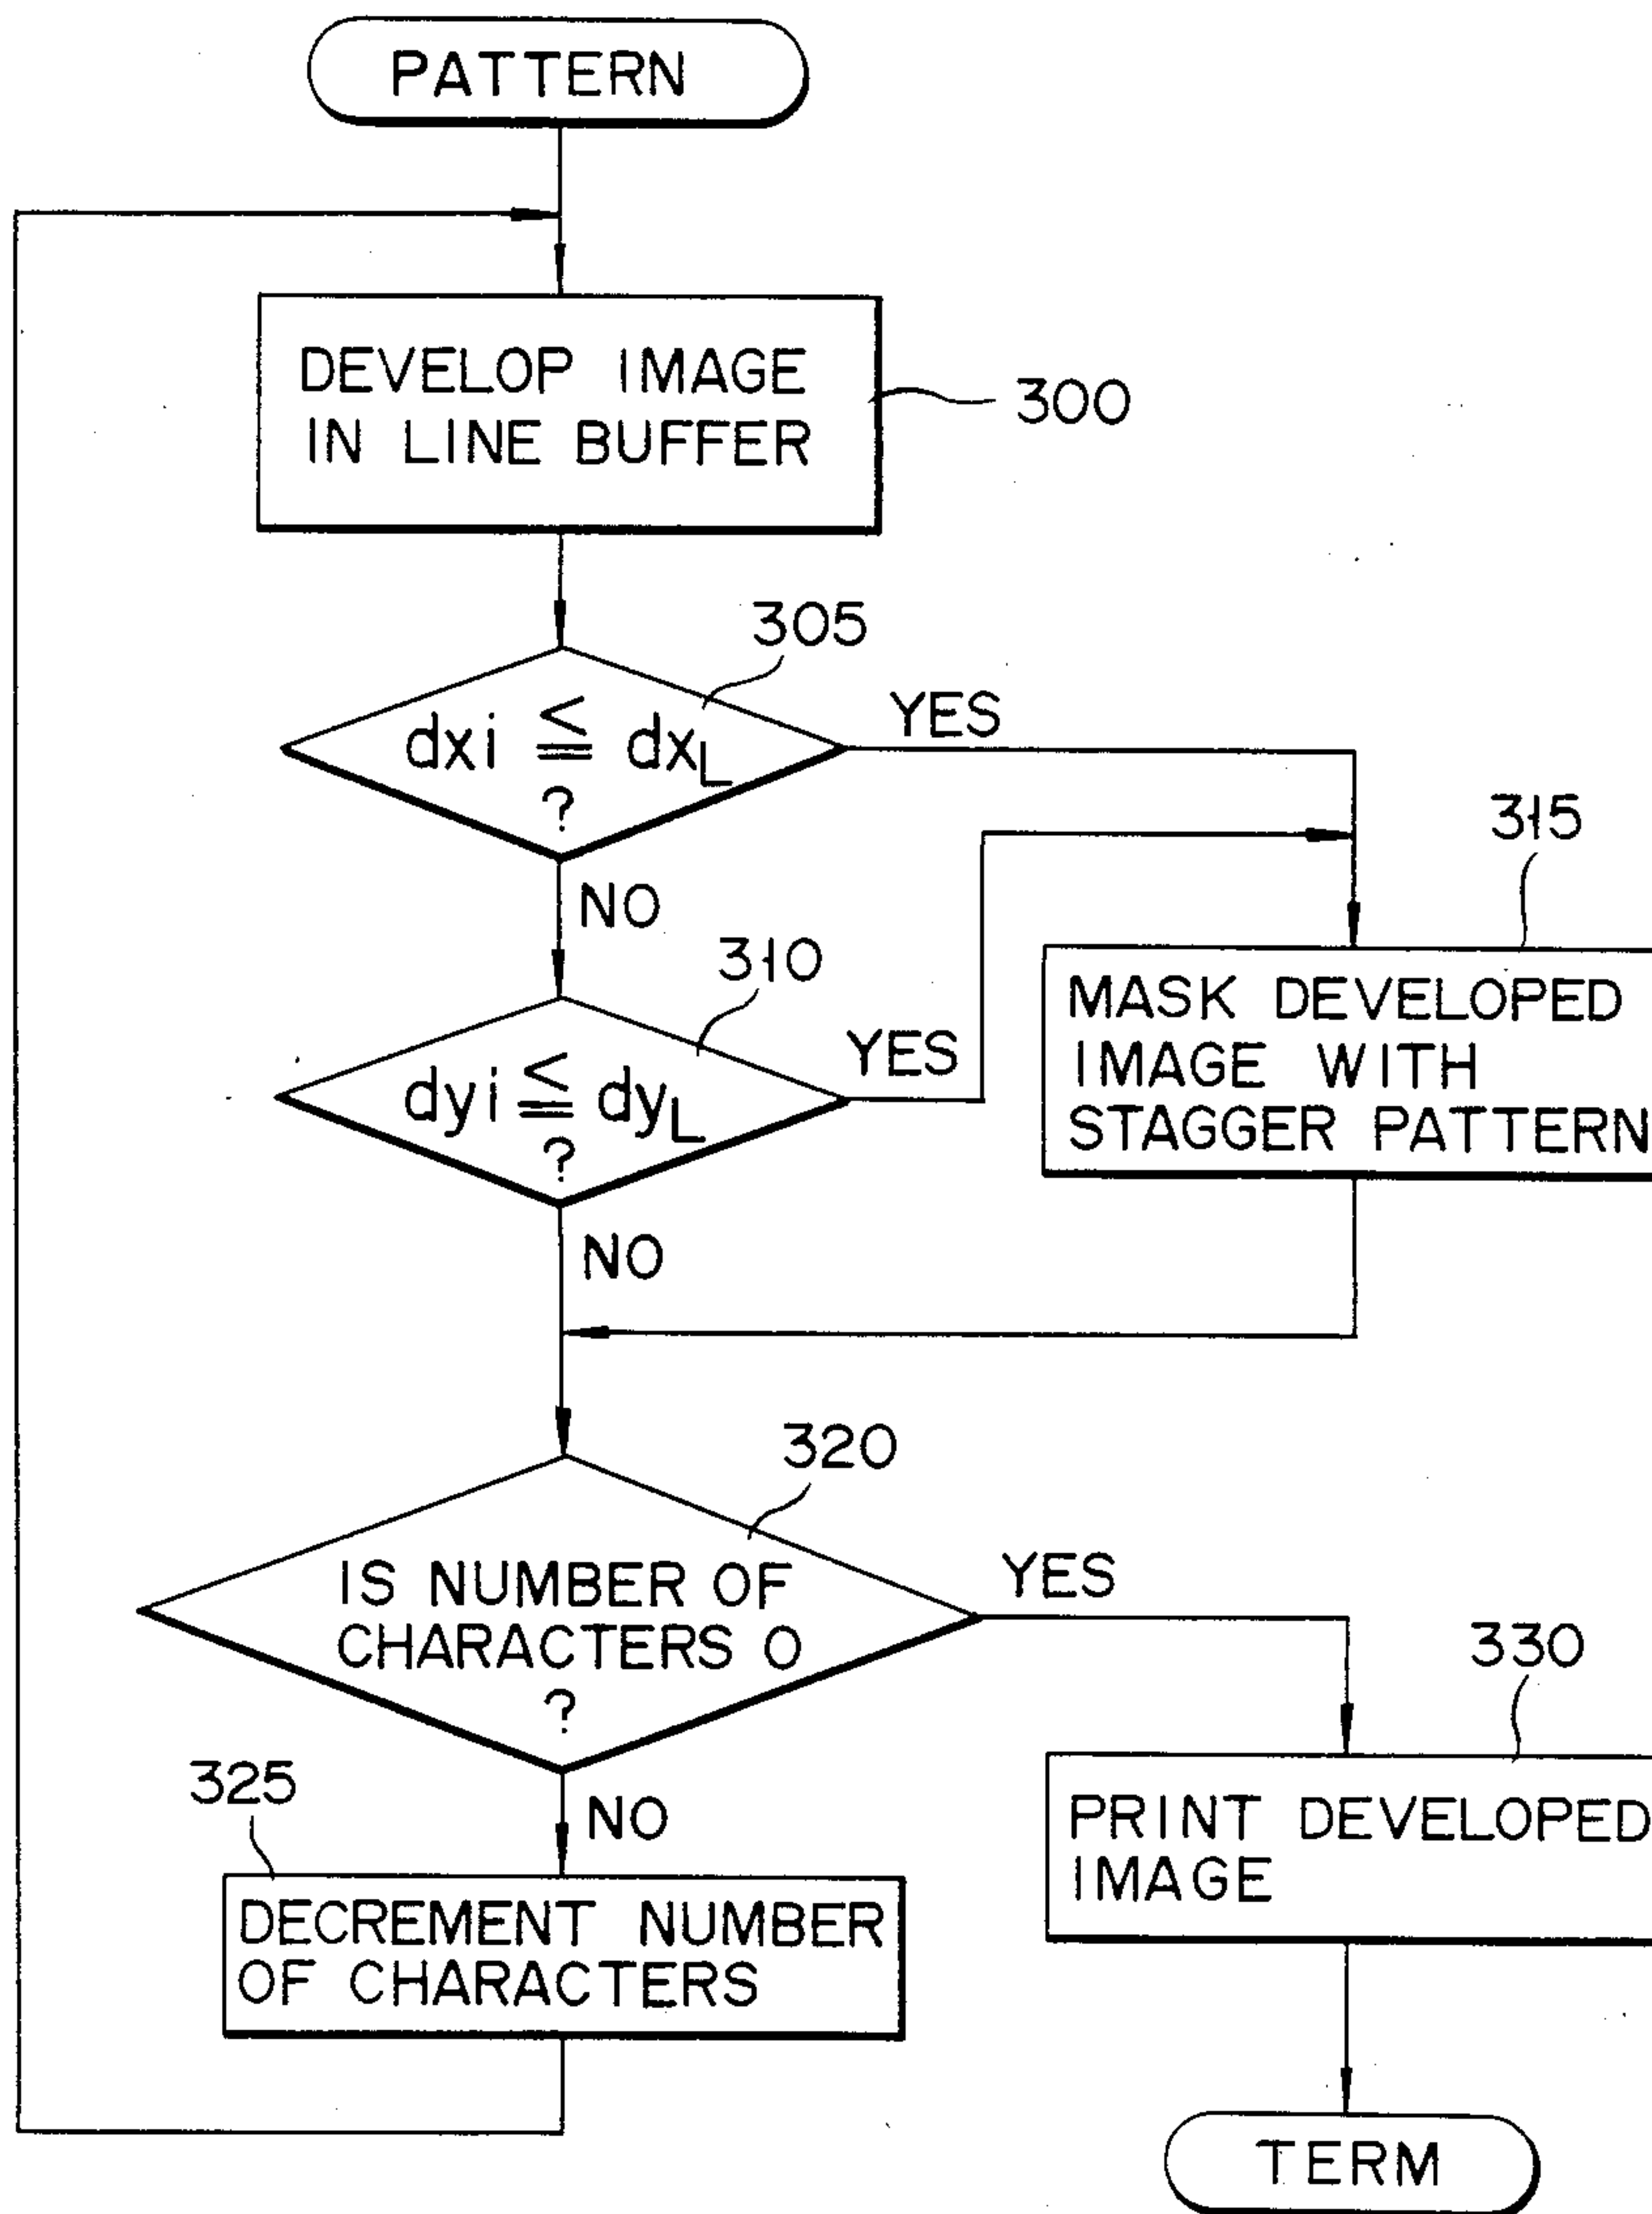 PATTERN
DEVELOP IMAGE
IN LINE BUFFER
300
305
dxi ≦ dxL
?
YES
NO
310
dyi ≦ dyL
?
YES
NO
315
MASK DEVELOPED
IMAGE WITH
STAGGER PATTERN
320
IS NUMBER OF
CHARACTERS 0
?
YES
NO
325
DECREMENT NUMBER
OF CHARACTERS
330
PRINT DEVELOPED
IMAGE
TERM